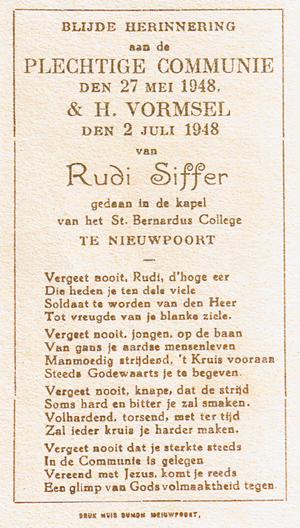 BLIJDE HERINNERING
aan de
PLECHTIGE COMMUNIE
DEN 27 MEI 1948.
& H. VORMSEL
DEN 2 JULI 1948
van
Rudi Siffer
gedaan in de kapel
van het St. Bernardus College
TE NIEUWPOORT
—
Vergeet nooit, Rudi, d'hoge eer
Die heden je ten dele viele
Soldaat te worden van den Heer
Tot vreugde van je blanke ziele.
Vergeet nooit, jongen, op de baan
Van gans je aardse mensenleven
Manmoedig strijdend, 't Kruis vooraan
Steeds Godewaarts je te begeven.
Vergeet nooit, knape, dat de strijd
Soms hard en bitter je zal smaken.
Volhardend, torsend, met ter tijd
Zal ieder kruis je harder maken.
Vergeet nooit dat je sterkte steeds
In de Communie is gelegen
Vereend met Jezus, komt je reeds
Een glimp van Gods volmaaktheid tegen.
DRUK HUIS DUMON NIEUWPOORT.